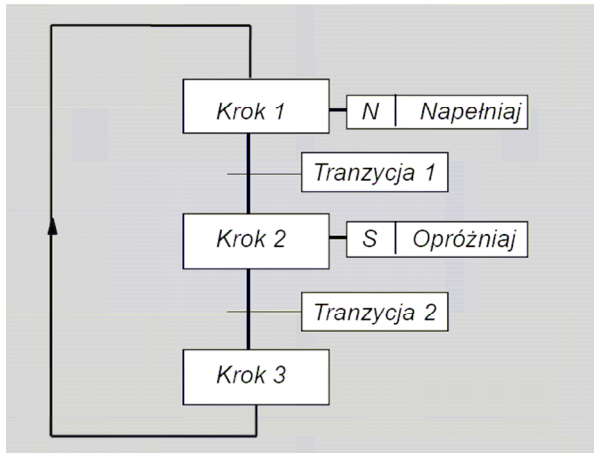 Krok 1
N Napełniaj
Tranzycja 1
Krok 2
S Opróżniaj
Tranzycja 2
Krok 3